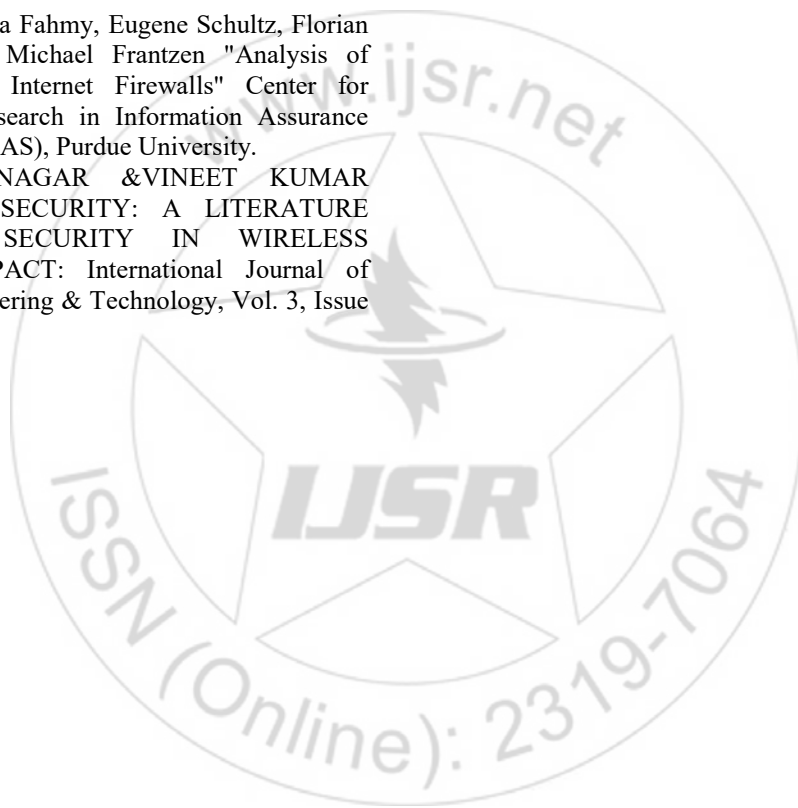 a Fahmy, Eugene Schultz, Florian
Michael Frantzen "Analysis of
Internet Firewalls" Center for
search in Information Assurance
AS), Purdue University.
NAGAR &VINEET KUMAR
SECURITY: A LITERATURE
SECURITY IN WIRELESS
PACT: International Journal of
ering & Technology, Vol. 3, Issue
www.ijsr.net
IJSR
ISSN (Online): 2319-7064